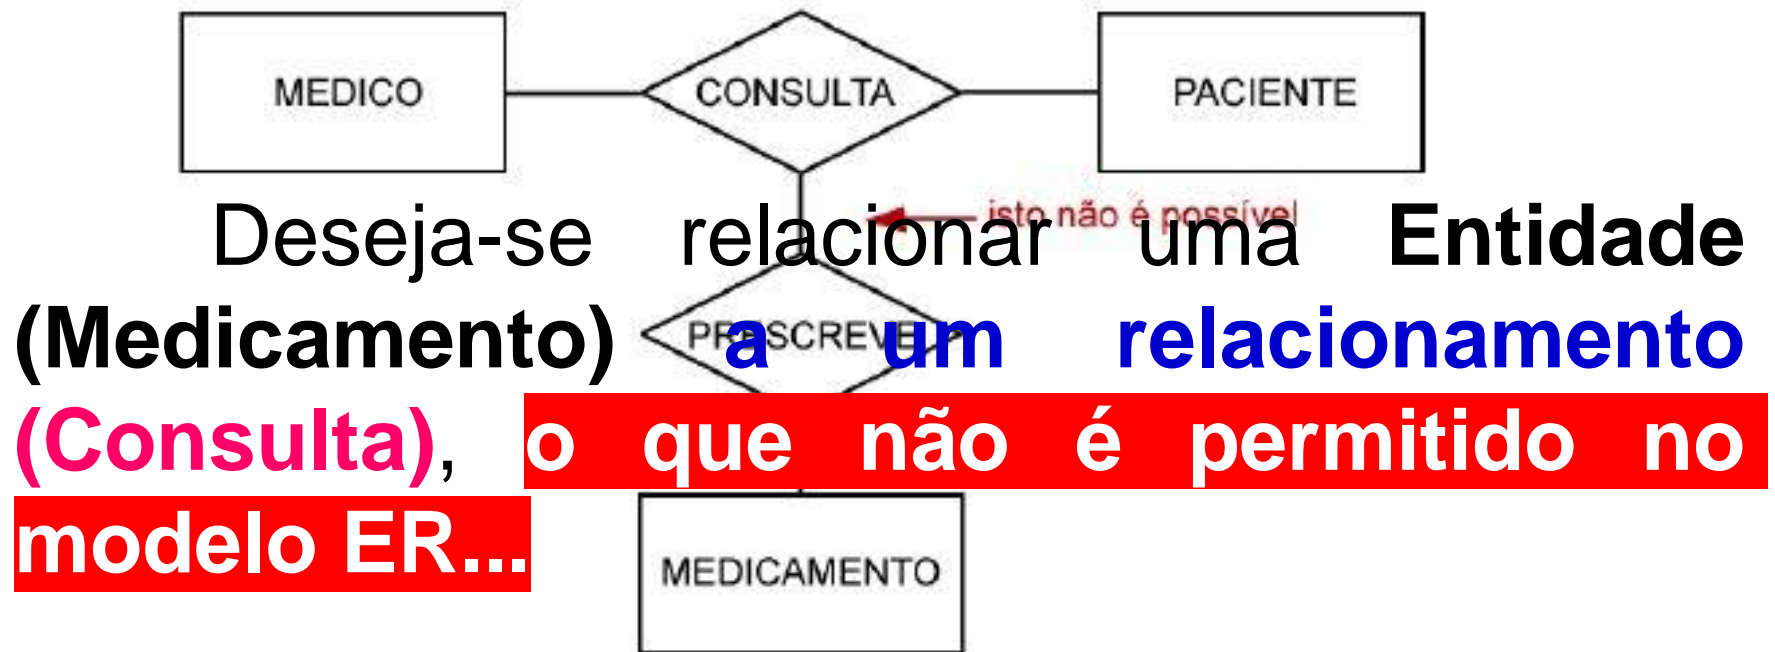 MEDICO CONSULTA PACIENTE
isto não é possível
Deseja-se relacionar uma Entidade
(Medicamento) a um relacionamento
PRESCREVE
(Consulta), o que não é permitido no
modelo ER...
MEDICAMENTO